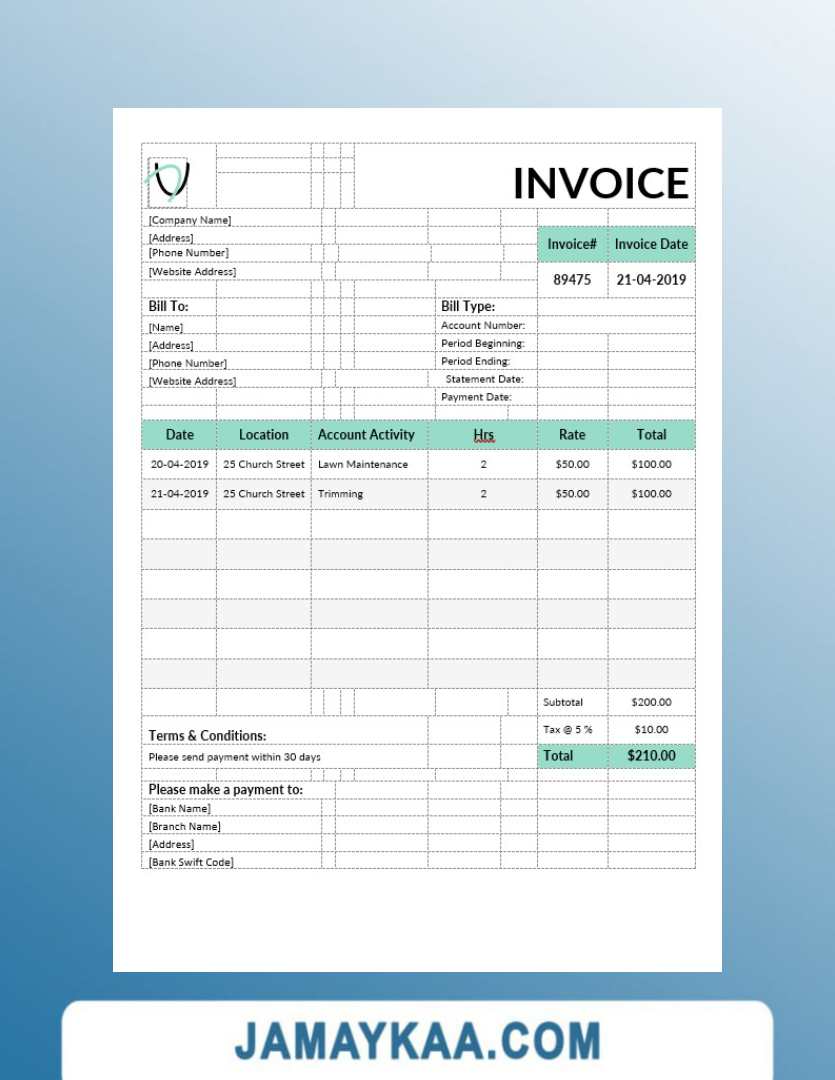 INVOICE
[Company Name]
[Address]
[Phone Number]
[Website Address]
Invoice# Invoice Date
89475 21-04-2019
Bill To: Bill Type:
[Name] Account Number:
[Address] Period Beginning:
[Phone Number] Period Ending:
[Website Address] Statement Date:
Payment Date:
Date Location Account Activity Hrs Rate Total
20-04-2019 25 Church Street Lawn Maintenance 2 $50.00 $100.00
21-04-2019 25 Church Street Trimming 2 $50.00 $100.00
Subtotal $200.00
Tax @ 5 % $10.00
Terms & Conditions:
Please send payment within 30 days Total $210.00
Please make a payment to:
[Bank Name]
[Branch Name]
[Address]
[Bank Swift Code]
JAMAYKAA.COM